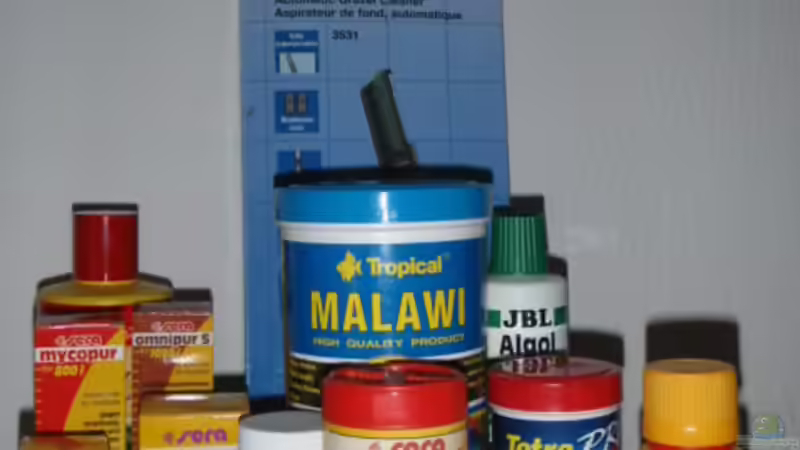 Automatic Gravel Cleaner
Aspirateur de fond, automatique
3531
Tropical
MALAWI
HIGH QUALITY PRODUCT
JBL
Algol
sera
mycopur
800 l
sera
omnipur S
sera
sera
Tetra